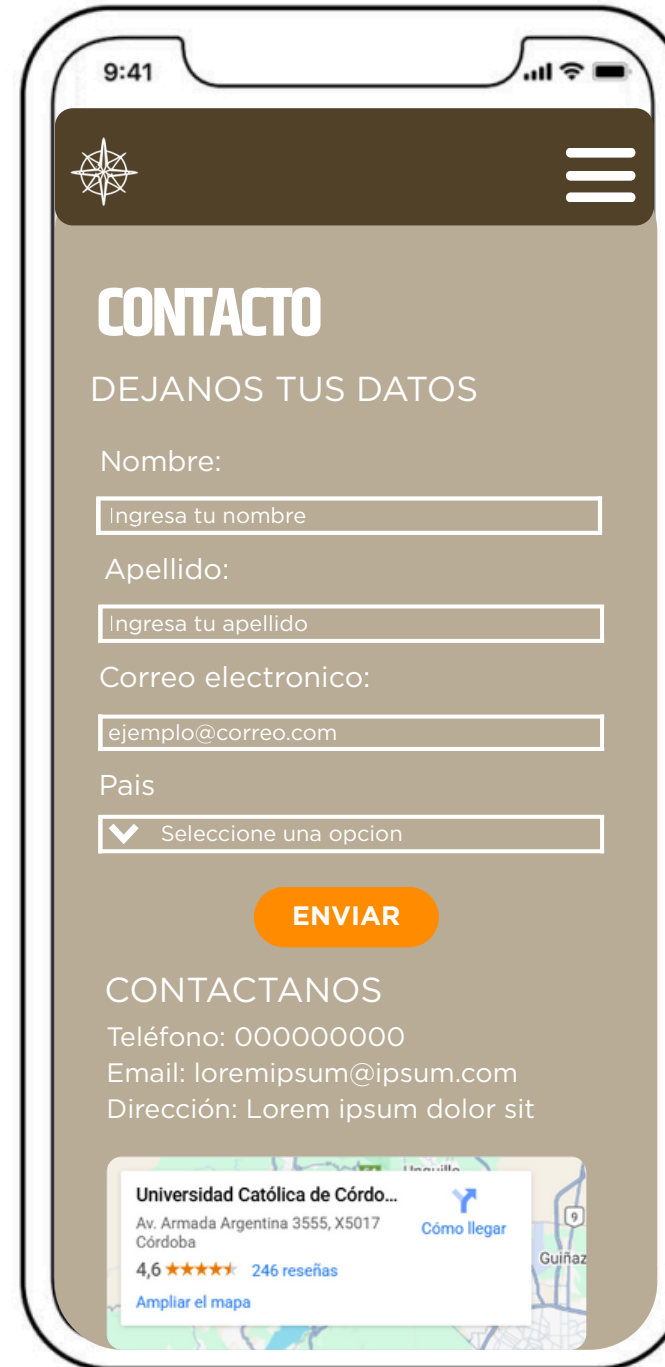 9:41
CONTACTO
DEJANOS TUS DATOS
Nombre:
Ingresa tu nombre
Apellido:
Ingresa tu apellido
Correo electronico:
ejemplo@correo.com
Pais
Seleccione una opcion
ENVIAR
CONTACTANOS
Teléfono: 000000000
Email: loremipsum@ipsum.com
Dirección: Lorem ipsum dolor sit
Universidad Católica de Córdo...
Av. Armada Argentina 3555, X5017
Córdoba
Cómo llegar
4,6 246 reseñas
Ampliar el mapa
9
Guiñaz